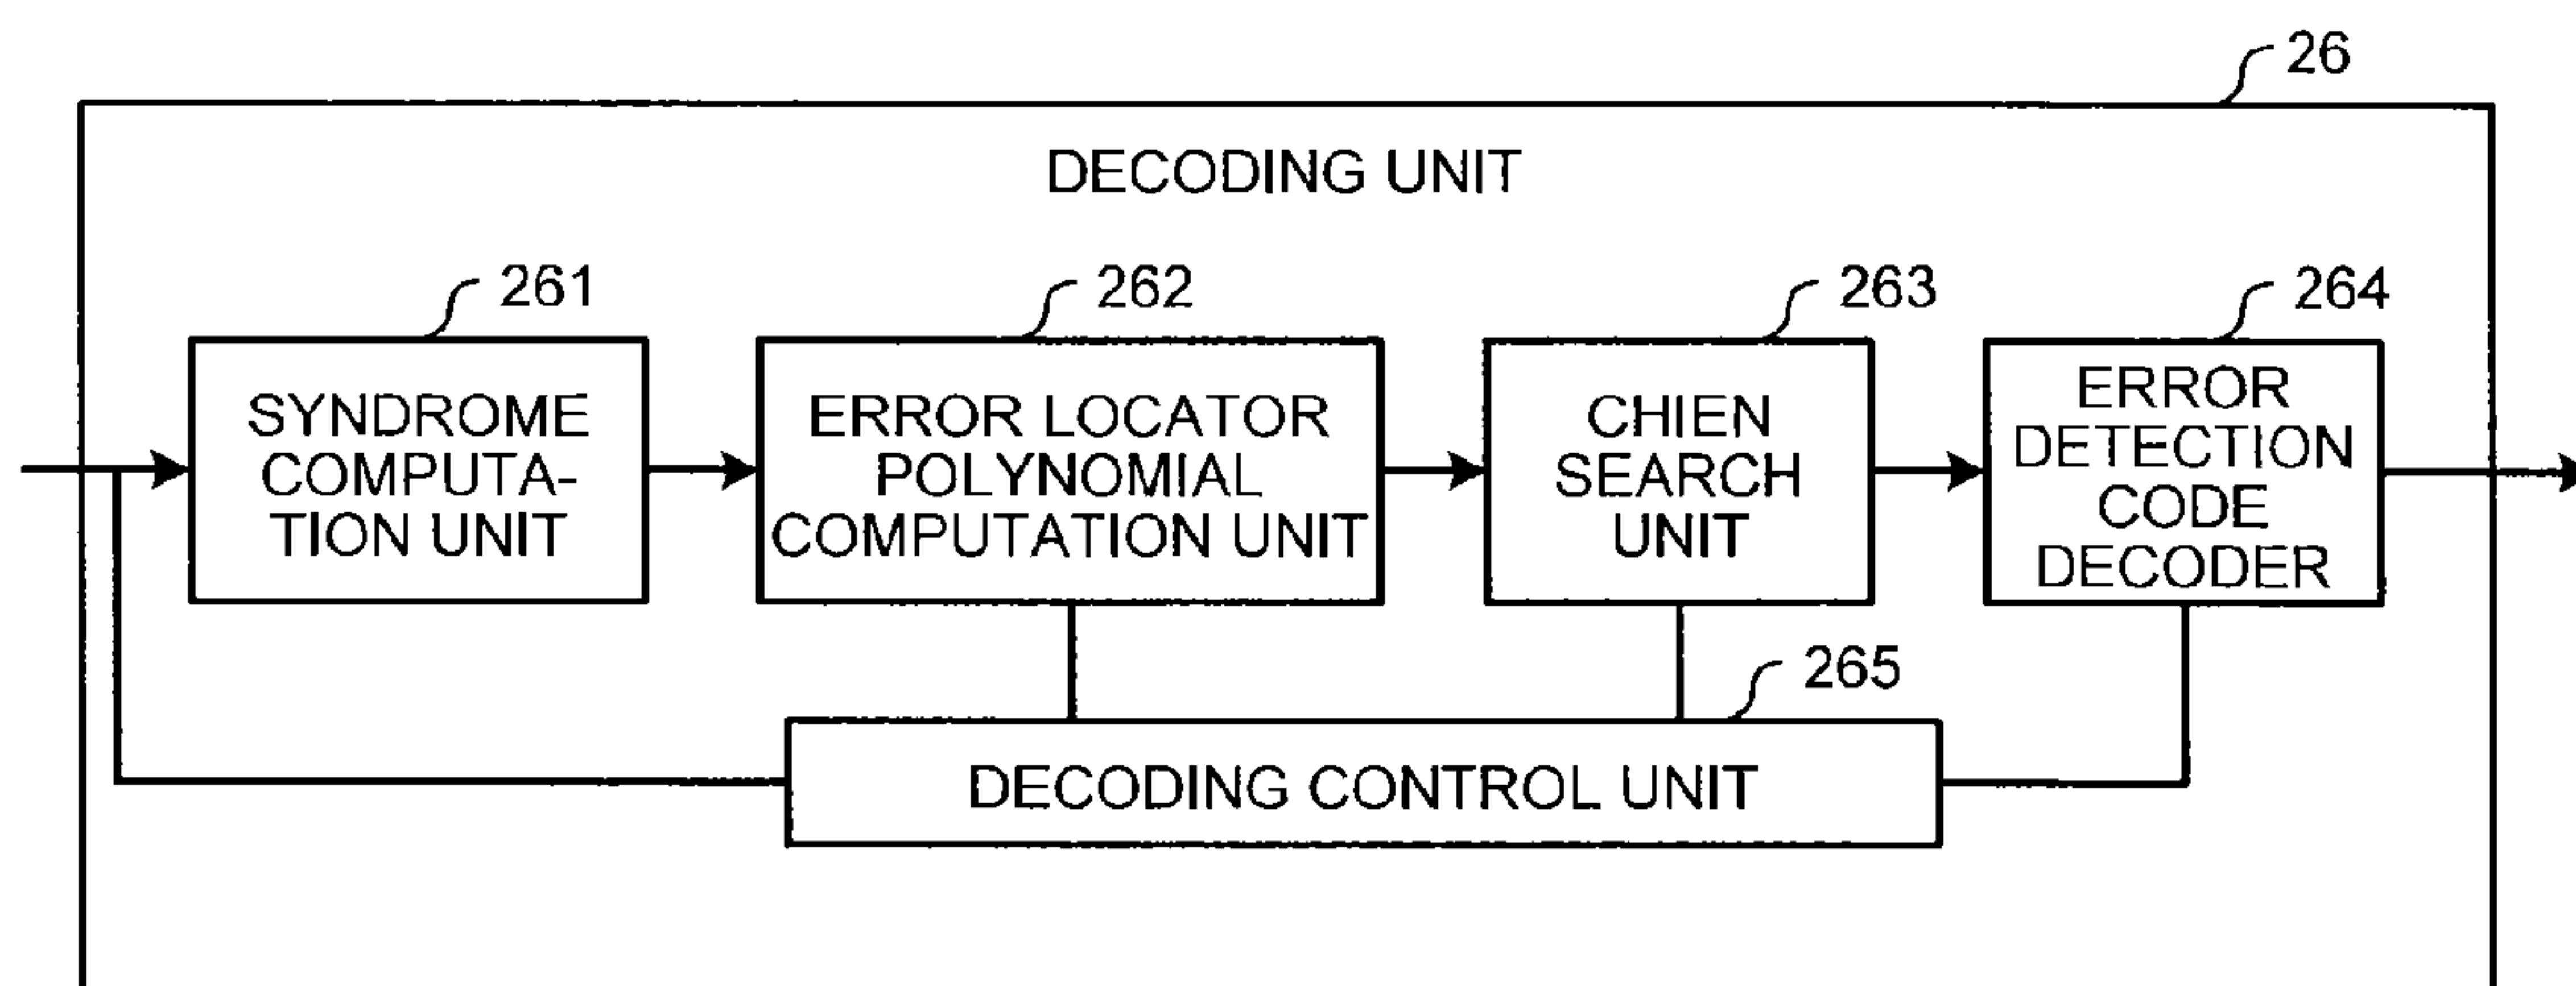 26
DECODING UNIT
261
262
263
264
SYNDROME
COMPUTA-
TION UNIT
ERROR LOCATOR
POLYNOMIAL
COMPUTATION UNIT
CHIEN
SEARCH
UNIT
ERROR
DETECTION
CODE
DECODER
265
DECODING CONTROL UNIT